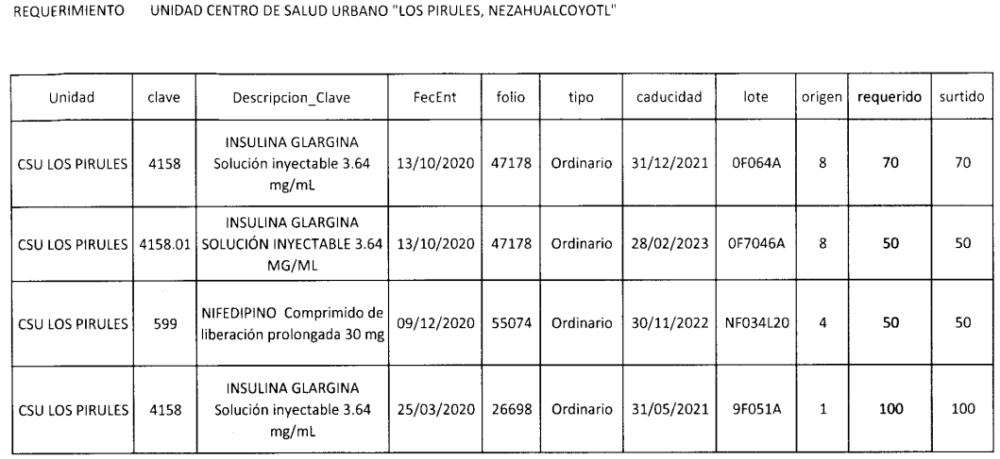 REQUERIMIENTO UNIDAD CENTRO DE SALUD URBANO "LOS PIRULES, NEZAHUALCOYOTL"
Unidad clave Descripcion_Clave FecEnt folio tipo caducidad lote origen requerido surtido
INSULINA GLARGINA
CSU LOS PIRULES 4158 Solución inyectable 3.64 13/10/2020 47178 Ordinario 31/12/2021 0F064A 8 70 70
mg/mL
INSULINA GLARGINA
CSU LOS PIRULES 4158.01 SOLUCIÓN INYECTABLE 3.64 13/10/2020 47178 Ordinario 28/02/2023 0F7046A 8 50 50
MG/ML
NIFEDIPINO Comprimido de
CSU LOS PIRULES 599 09/12/2020 55074 Ordinario 30/11/2022 NF034L20 4 50 50
liberación prolongada 30 mg
INSULINA GLARGINA
CSU LOS PIRULES 4158 Solución inyectable 3.64 25/03/2020 26698 Ordinario 31/05/2021 9F051A 1 100 100
mg/mL